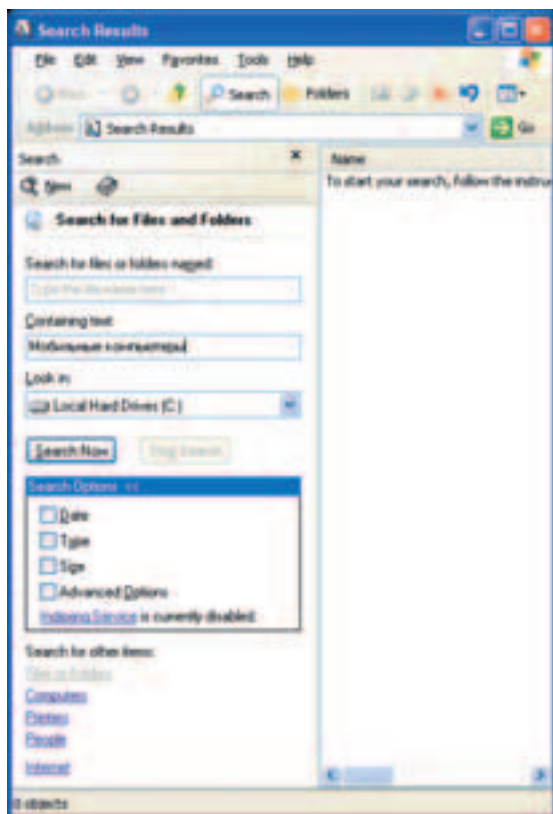 Search Results
File Edit View Favorites Tools Help
Search Folders
Address Search Results Go
Search
New
Search for Files and Folders
Search for files or folders named:
Containing text:
Мобильные компьютеры
Look in:
Local Hard Drives (C:)
Search Now Stop Search
Search Options <<
Date
Type
Size
Advanced Options
Indexing Service is currently disabled
Search for other items:
Files or Folders
Computers
Printers
People
Internet
Name
To start your search, follow the instruc
0 objects